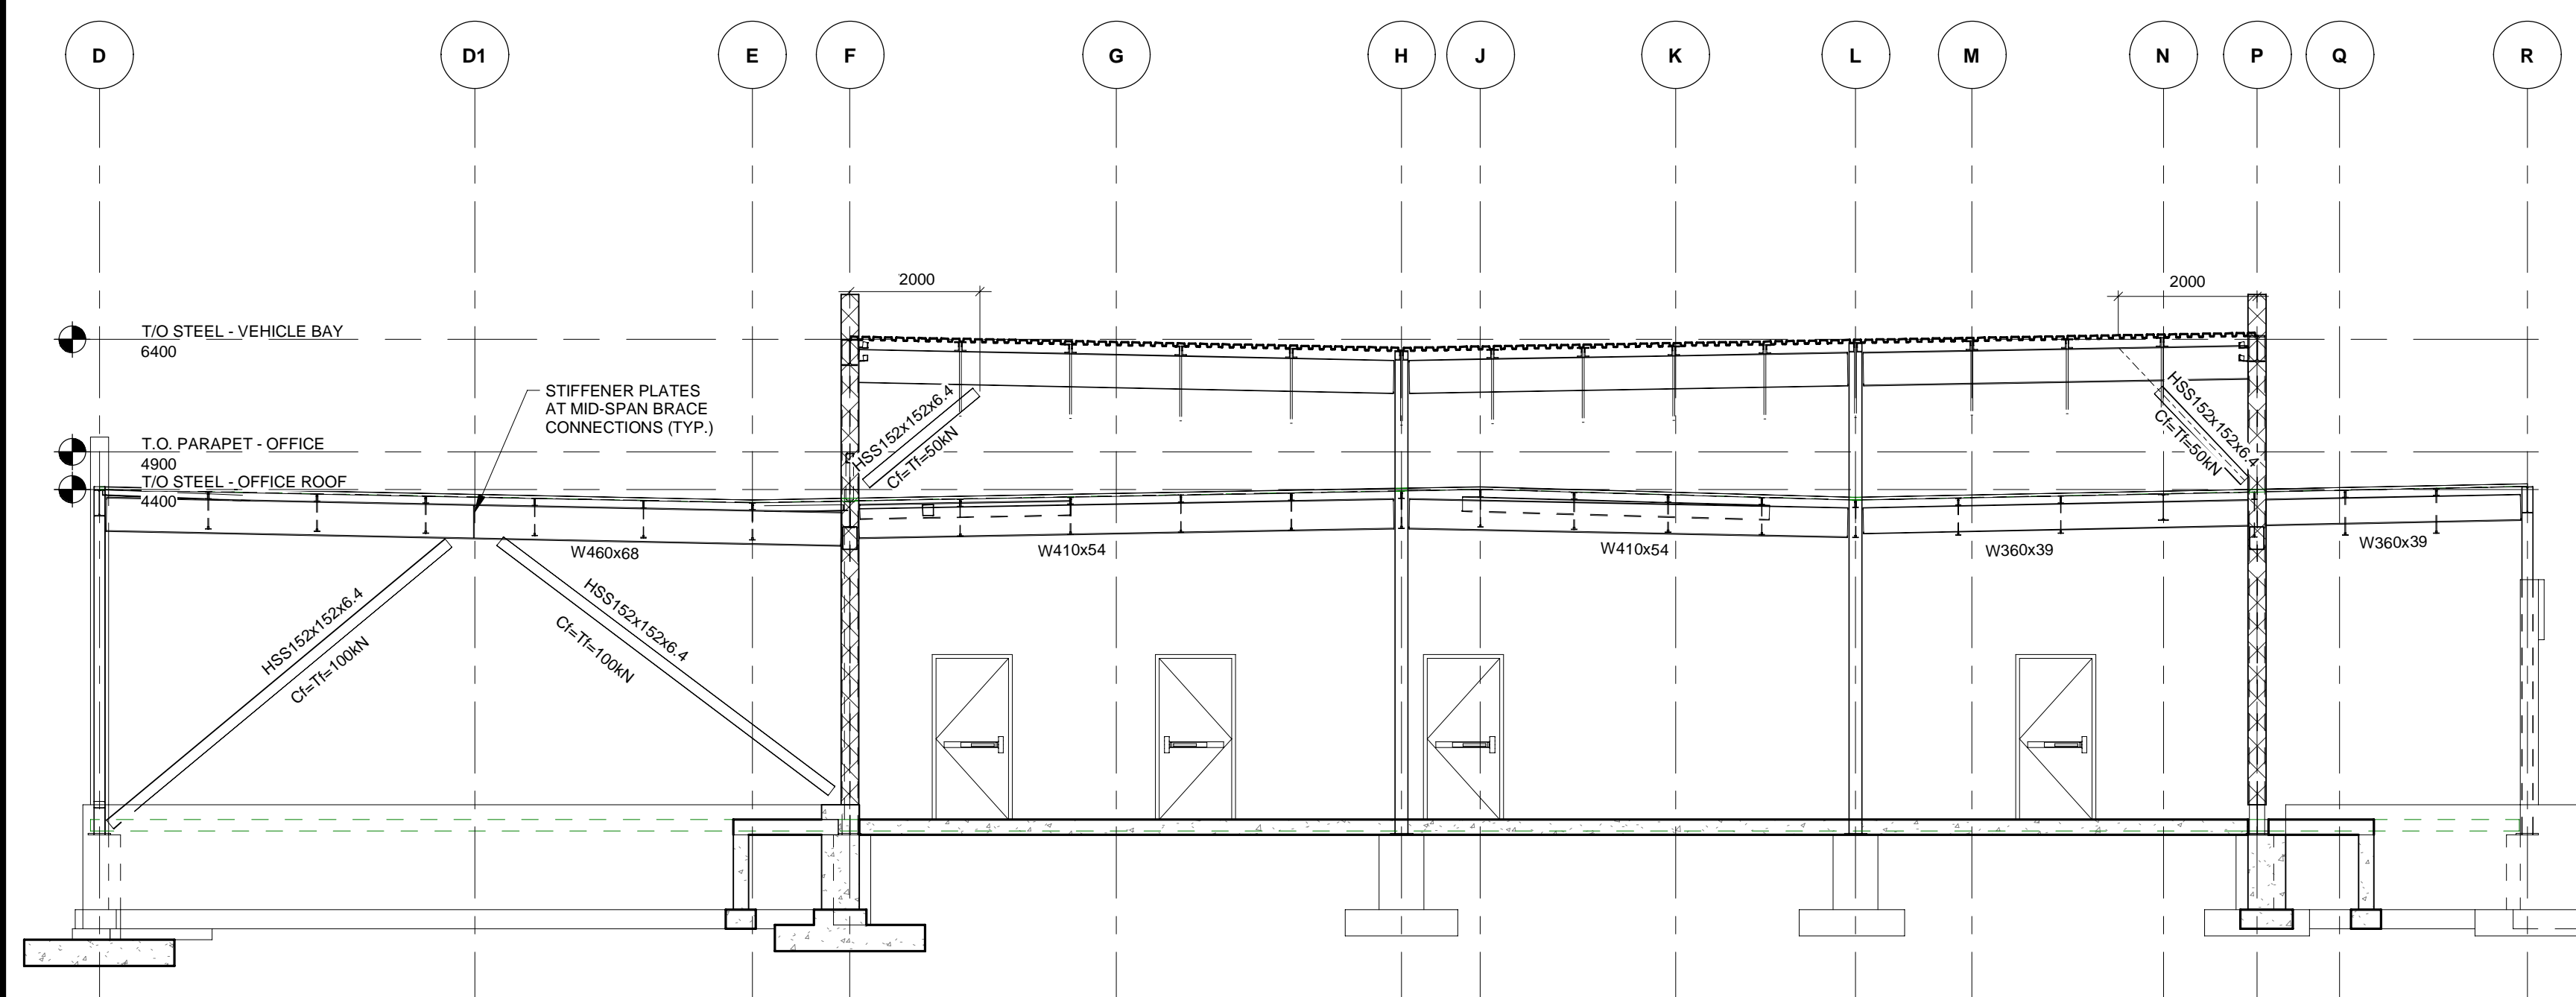 D
D1
E
F
G
H
J
K
L
M
N
P
Q
R
2000
2000
T/O STEEL - VEHICLE BAY
6400
STIFFENER PLATES
AT MID-SPAN BRACE
CONNECTIONS (TYP.)
HSS152x152x6.4
Cf=Tf=50kN
HSS152x152x6.4
Cf=Tf=50kN
T.O. PARAPET - OFFICE
4900
T/O STEEL - OFFICE ROOF
4400
W460x68
W410x54
W410x54
W360x39
W360x39
HSS152x152x6.4
Cf=Tf=100kN
HSS152x152x6.4
Cf=Tf=100kN